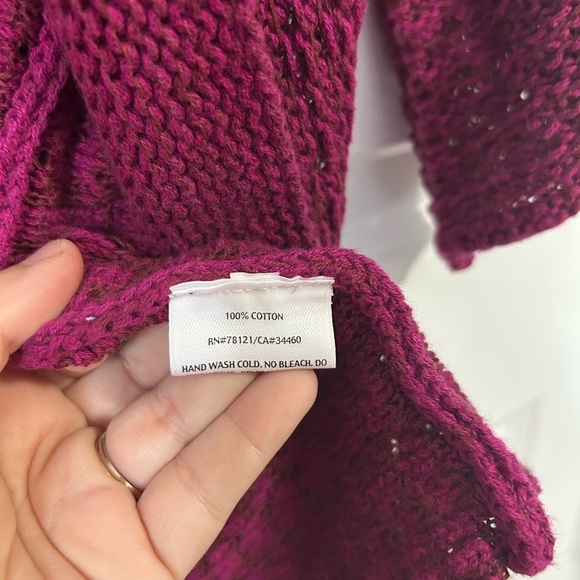 100% COTTON
RN#78121/CA#34460
HAND WASH COLD. NO BLEACH. DO